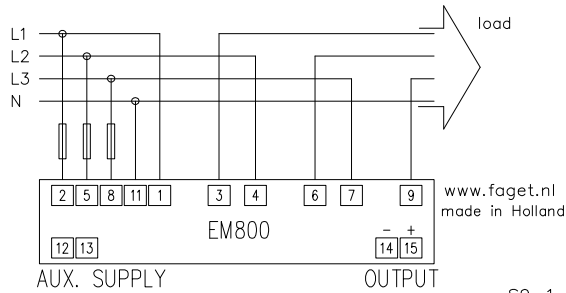 L1
load
L2
L3
N
2 5 8 11 1 3 4 6 7 9
www.faget.nl
made in Holland
EM800
- +
12 13 14 15
AUX. SUPPLY OUTPUT